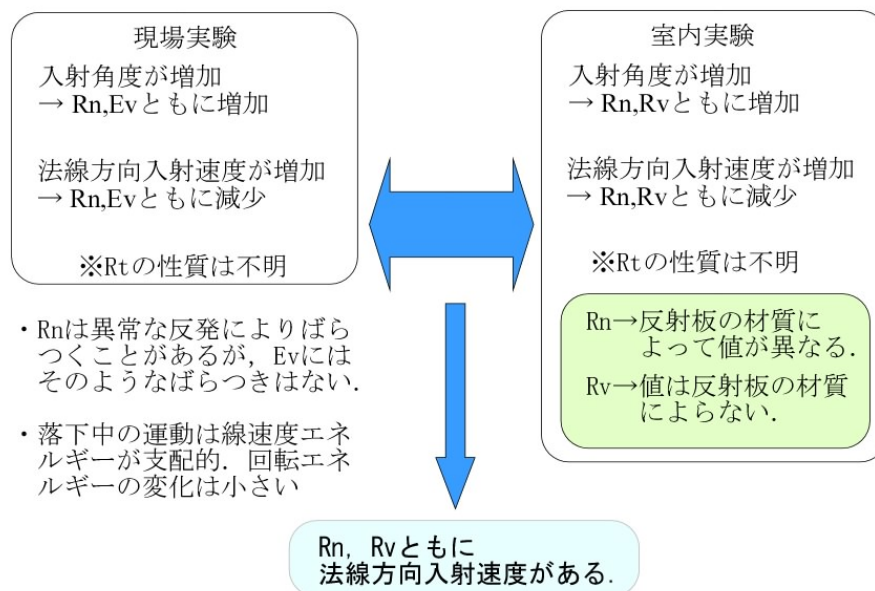 現場実験
入射角度が増加
→ Rn,Evともに増加
法線方向入射速度が増加
→ Rn,Evともに減少
※Rtの性質は不明
・Rnは異常な反発によりばら
つくことがあるが，Evには
そのようなばらつきはない．
・落下中の運動は線速度エネ
ルギーが支配的．回転エネ
ルギーの変化は小さい
室内実験
入射角度が増加
→ Rn,Rvともに増加
法線方向入射速度が増加
→ Rn,Rvともに減少
※Rtの性質は不明
Rn→反射板の材質に
よって値が異なる．
Rv→値は反射板の材質
によらない．
Rn，Rvともに
法線方向入射速度がある．